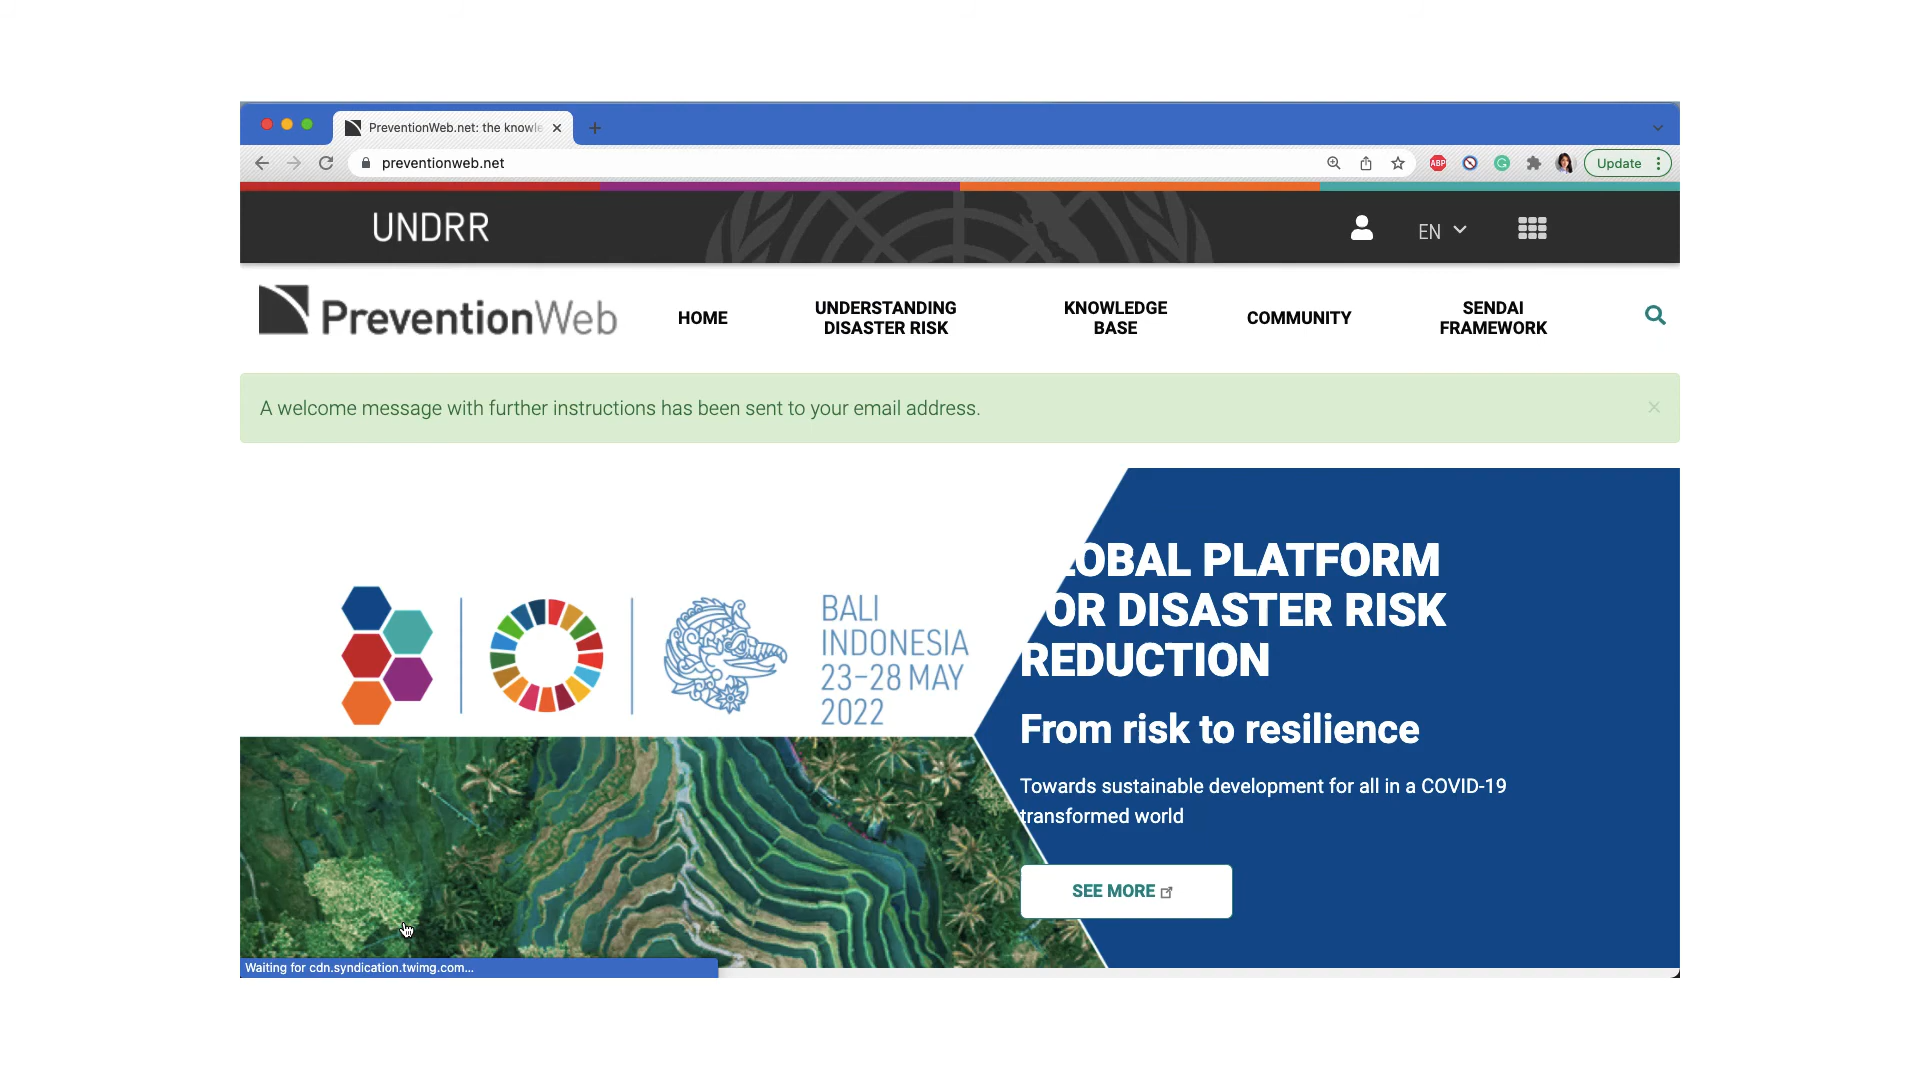 PreventionWeb.net: the knowle
preventionweb.net
ABP
Update
UNDRR
EN
PreventionWeb
HOME
UNDERSTANDING
DISASTER RISK
KNOWLEDGE
BASE
COMMUNITY
SENDAI
FRAMEWORK
A welcome message with further instructions has been sent to your email address.
BALI
INDONESIA
23-28 MAY
2022
GLOBAL PLATFORM
FOR DISASTER RISK
REDUCTION
From risk to resilience
Towards sustainable development for all in a COVID-19
transformed world
SEE MORE
Waiting for cdn.syndication.twimg.com...